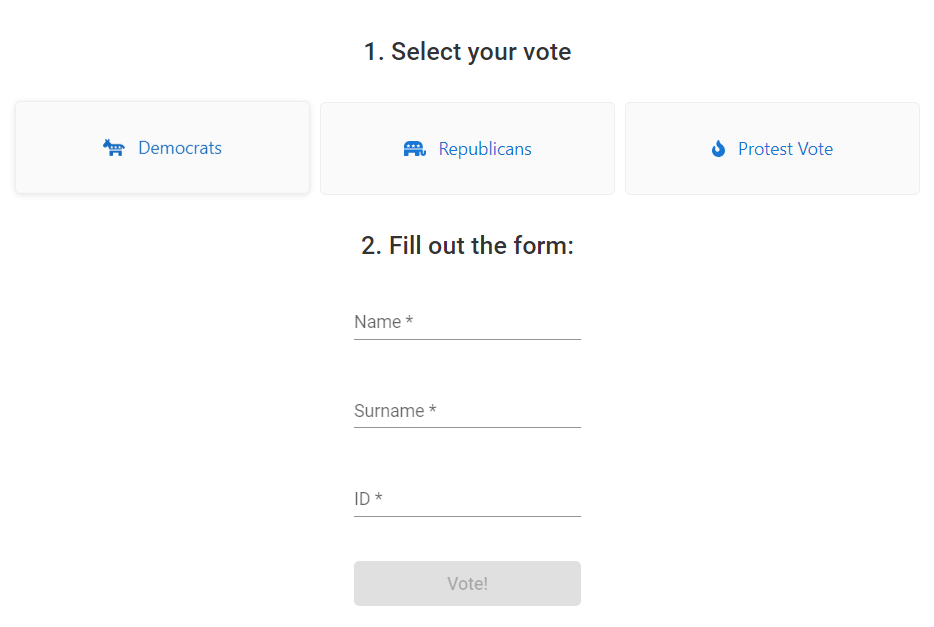 1. Select your vote
Democrats
Republicans
Protest Vote
2. Fill out the form:
Name *
Surname *
ID *
Vote!